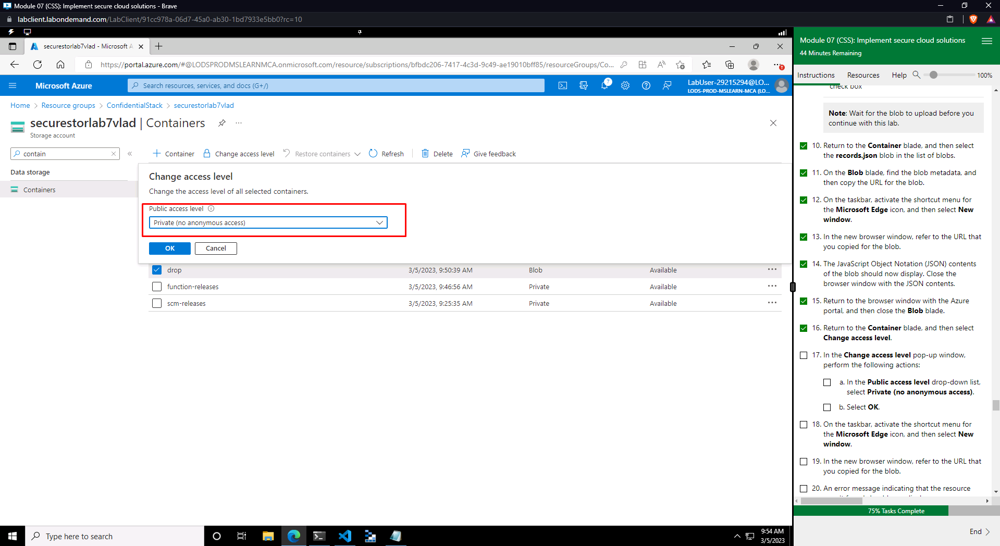 Module 07 (CSS): Implement secure cloud solutions - Brave
labclient.labondemand.com/LabClient/91cc978a-06d7-45a0-ab30-1bd7933e5bb0?rc=10
securestorlab7vlad - Microsoft A
https://portal.azure.com/#@LODSPRODMSLEARNMCA.onmicrosoft.com/resource/subscriptions/bfbdc206-7417-4c3d-9c49-ae19010bff85/resourceGroups/Co...
Microsoft Azure
Search resources, services, and docs (G+/)
7
LabUser-29215294@LO...
LODS-PROD-MSLEARN-MCA (LO...
Home > Resource groups > ConfidentialStack > securestorlab7vlad
securestorlab7vlad | Containers
Storage account
contain
Container
Change access level
Restore containers
Refresh
Delete
Give feedback
Data storage
Containers
Change access level
Change the access level of all selected containers.
Public access level
Private (no anonymous access)
OK
Cancel
drop 3/5/2023, 9:50:39 AM Blob Available
function-releases 3/5/2023, 9:46:56 AM Private Available
scm-releases 3/5/2023, 9:25:35 AM Private Available
Module 07 (CSS): Implement secure cloud solutions
44 Minutes Remaining
Instructions Resources Help 100%
check box
Note: Wait for the blob to upload before you
continue with this lab.
10. Return to the Container blade, and then select
the records.json blob in the list of blobs.
11. On the Blob blade, find the blob metadata, and
then copy the URL for the blob.
12. On the taskbar, activate the shortcut menu for
the Microsoft Edge icon, and then select New
window.
13. In the new browser window, refer to the URL that
you copied for the blob.
14. The JavaScript Object Notation (JSON) contents
of the blob should now display. Close the
browser window with the JSON contents.
15. Return to the browser window with the Azure
portal, and then close the Blob blade.
16. Return to the Container blade, and then select
Change access level.
17. In the Change access level pop-up window,
perform the following actions:
a. In the Public access level drop-down list,
select Private (no anonymous access).
b. Select OK.
18. On the taskbar, activate the shortcut menu for
the Microsoft Edge icon, and then select New
window.
19. In the new browser window, refer to the URL that
you copied for the blob.
20. An error message indicating that the resource
75% Tasks Complete
End
Type here to search
9:54 AM
3/5/2023